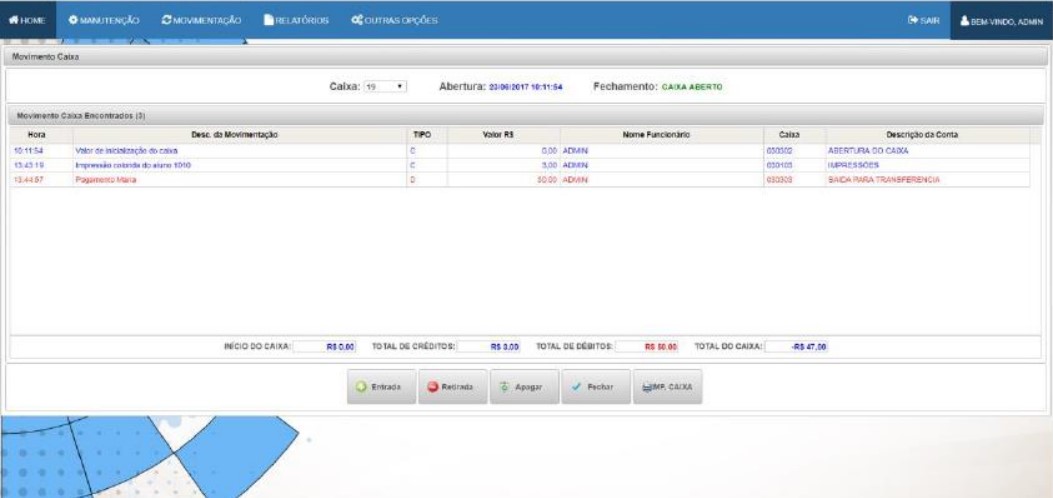 HOME MANUTENÇÃO MOVIMENTAÇÃO RELATÓRIOS OUTRAS OPÇÕES SAIR BEM-VINDO, ADMIN
Movimento Caixa
Caixa: 19 Abertura: 23/06/2017 10:11:54 Fechamento: CAIXA ABERTO
Movimento Caixa Encontrados (3)
Hora Desc. da Movimentação TIPO Valor R$ Nome Funcionário Caixa Descrição da Conta
10:11:54 Valor de inicialização do caixa C 0,00 ADMIN 030302 ABERTURA DO CAIXA
13:43:19 Impressão colorida do aluno 1010 C 3,00 ADMIN 030103 IMPRESSÕES
13:44:57 Pagamento Maria D 50,00 ADMIN 030303 SAIDA PARA TRANSFERENCIA
INÍCIO DO CAIXA: R$ 0,00 TOTAL DE CRÉDITOS: R$ 3,00 TOTAL DE DÉBITOS: R$ 50,00 TOTAL DO CAIXA: -R$ 47,00
Entrada Retirada Apagar Fechar IMP. CAIXA